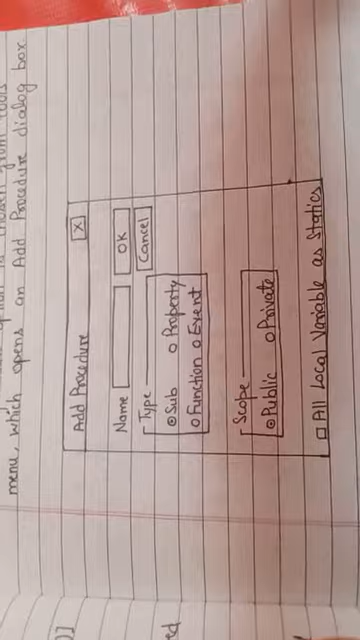 menu, which opens an Add Procedure dialog box.
Add Procedure X
Name OK
Cancel
Type
Sub Property
Function Event
Scope
Public Private
All Local Variable as Statics